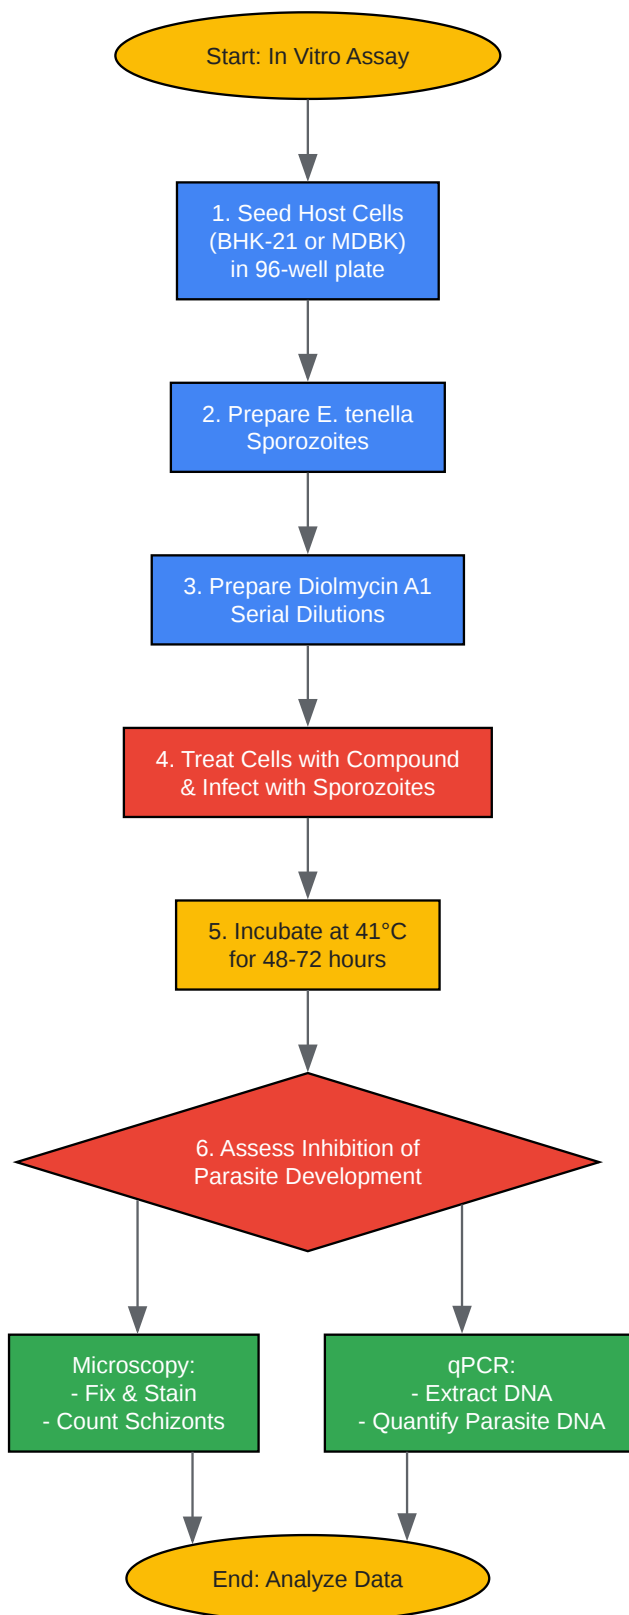 Start: In Vitro Assay
1. Seed Host Cells
(BHK-21 or MDBK)
in 96-well plate
2. Prepare E. tenella
Sporozoites
3. Prepare Diolmycin A1
Serial Dilutions
4. Treat Cells with Compound
& Infect with Sporozoites
5. Incubate at 41°C
for 48-72 hours
6. Assess Inhibition of
Parasite Development
Microscopy:
- Fix & Stain
- Count Schizonts
qPCR:
- Extract DNA
- Quantify Parasite DNA
End: Analyze Data